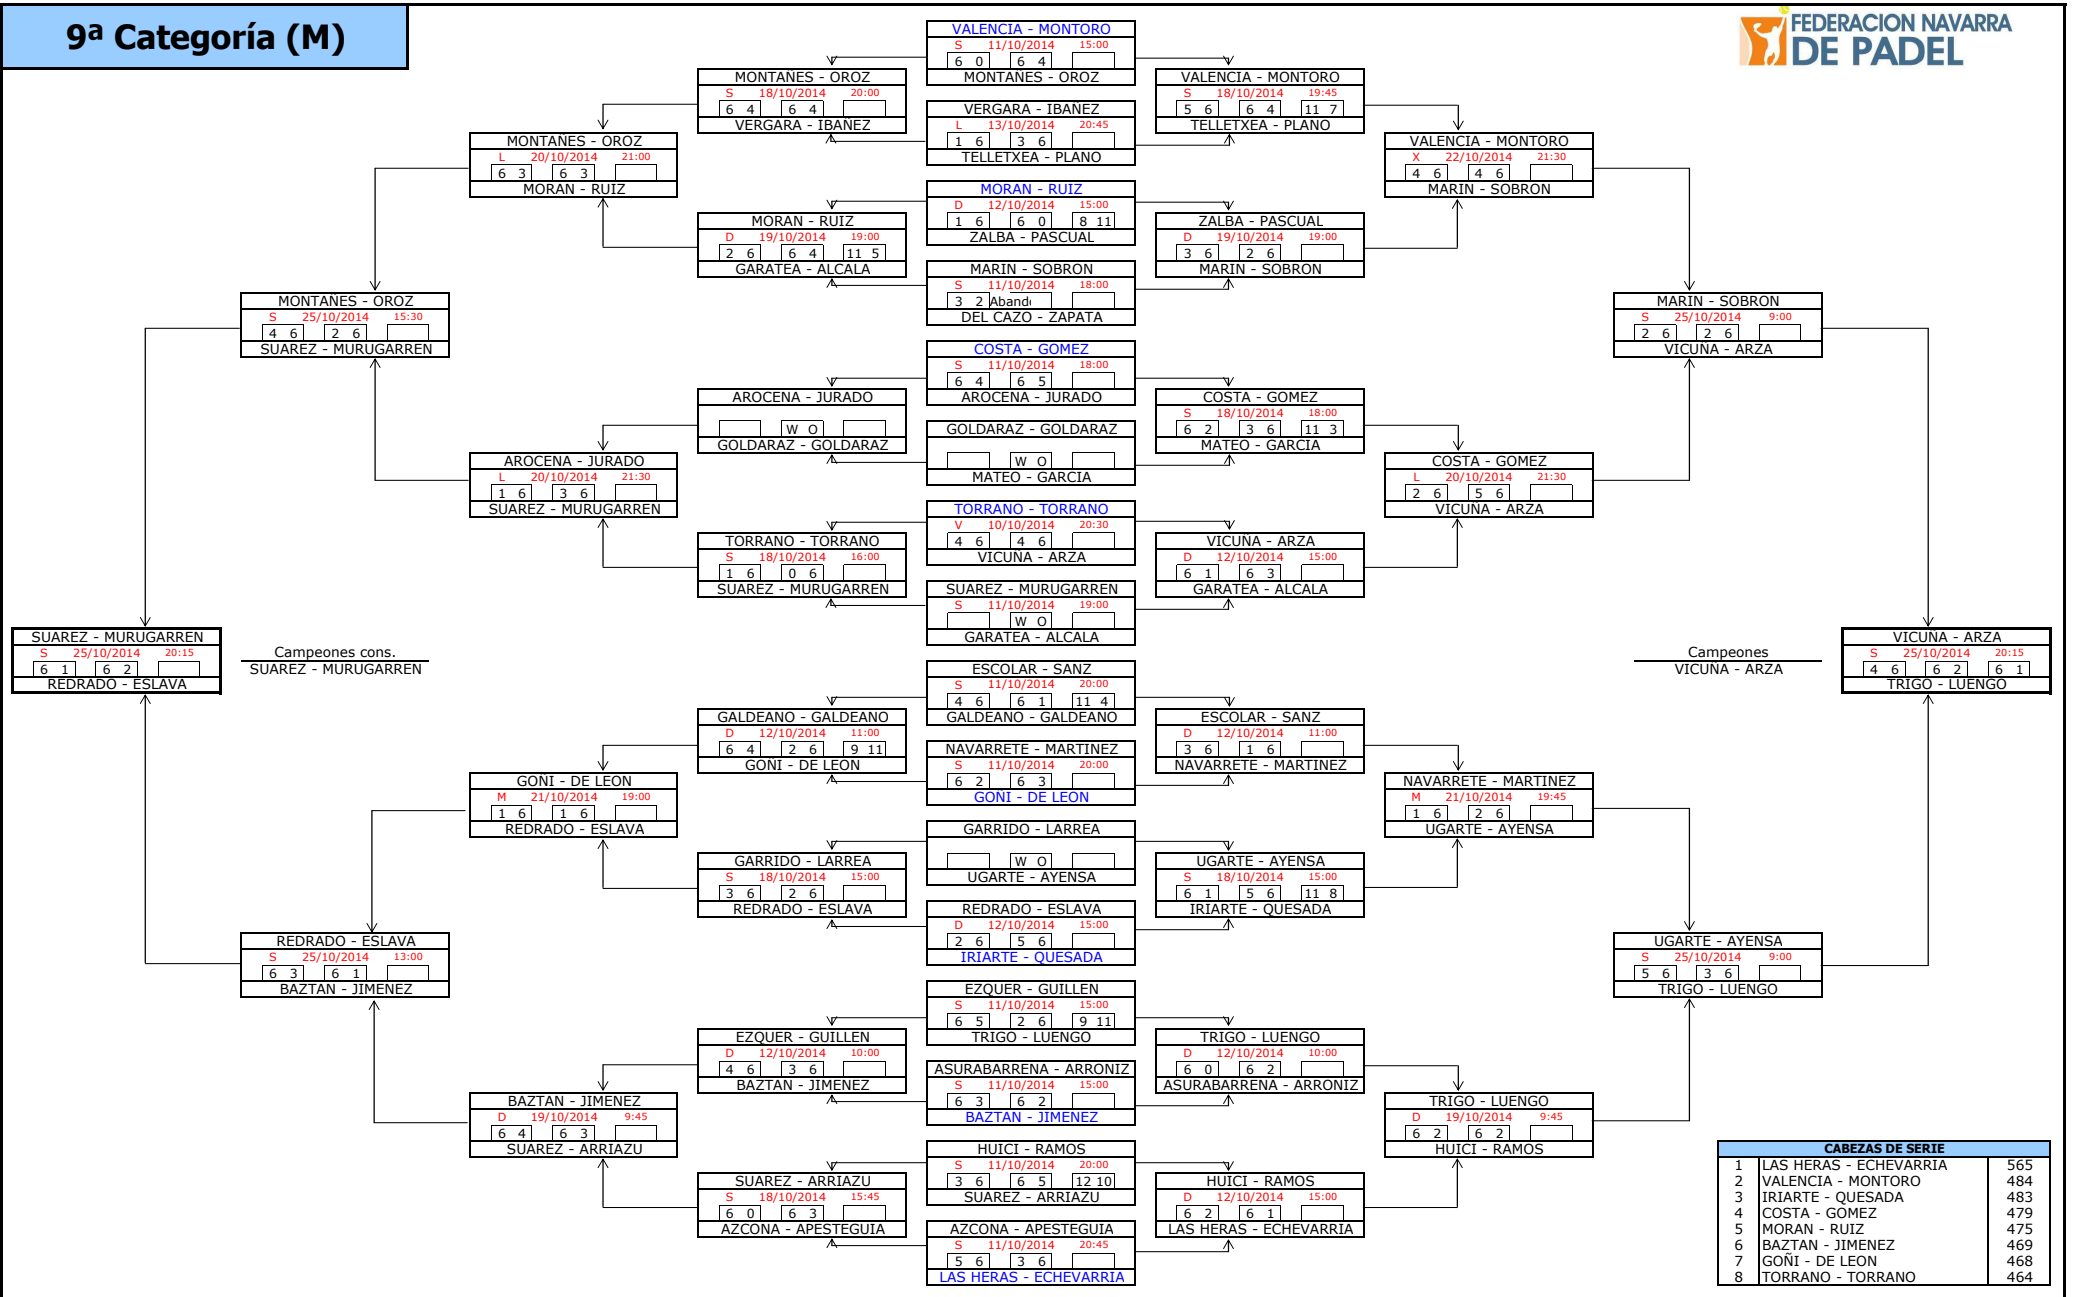 9ª Categoría (M)
FEDERACION NAVARRA
DE PADEL
VALENCIA - MONTORO
S 11/10/2014 15:00
6 0 6 4
MONTAÑES - OROZ
VERGARA - IBAÑEZ
L 13/10/2014 20:45
1 6 3 6
TELLETXEA - PLANO
MORAN - RUIZ
D 12/10/2014 15:00
1 6 6 0 8 11
ZALBA - PASCUAL
MARIN - SOBRON
S 11/10/2014 18:00
3 2 Aband
DEL CAZO - ZAPATA
COSTA - GOMEZ
S 11/10/2014 18:00
6 4 6 5
AROCENA - JURADO
GOLDARAZ - GOLDARAZ
W O
MATEO - GARCIA
TORRANO - TORRANO
V 10/10/2014 20:30
4 6 4 6
VICUÑA - ARZA
SUAREZ - MURUGARREN
S 11/10/2014 19:00
W O
GARATEA - ALCALA
ESCOLAR - SANZ
S 11/10/2014 20:00
4 6 6 1 11 4
GALDEANO - GALDEANO
NAVARRETE - MARTINEZ
S 11/10/2014 20:00
6 2 6 3
GOÑI - DE LEON
GARRIDO - LARREA
W O
UGARTE - AYENSA
REDRADO - ESLAVA
D 12/10/2014 15:00
2 6 5 6
IRIARTE - QUESADA
EZQUER - GUILLEN
S 11/10/2014 15:00
6 5 2 6 9 11
TRIGO - LUENGO
ASURABARRENA - ARRONIZ
S 11/10/2014 15:00
6 3 6 2
BAZTAN - JIMENEZ
HUICI - RAMOS
S 11/10/2014 20:00
3 6 6 5 12 10
SUAREZ - ARRIAZU
AZCONA - APESTEGUIA
S 11/10/2014 20:45
5 6 3 6
LAS HERAS - ECHEVARRIA
MONTAÑES - OROZ
S 18/10/2014 20:00
6 4 6 4
VERGARA - IBAÑEZ
MORAN - RUIZ
D 19/10/2014 19:00
2 6 6 4 11 5
GARATEA - ALCALA
AROCENA - JURADO
W O
GOLDARAZ - GOLDARAZ
TORRANO - TORRANO
S 18/10/2014 16:00
1 6 0 6
SUAREZ - MURUGARREN
GALDEANO - GALDEANO
D 12/10/2014 11:00
6 4 2 6 9 11
GOÑI - DE LEON
GARRIDO - LARREA
S 18/10/2014 15:00
3 6 2 6
REDRADO - ESLAVA
EZQUER - GUILLEN
D 12/10/2014 10:00
4 6 3 6
BAZTAN - JIMENEZ
SUAREZ - ARRIAZU
S 18/10/2014 15:45
6 0 6 3
AZCONA - APESTEGUIA
MONTAÑES - OROZ
L 20/10/2014 21:00
6 3 6 3
MORAN - RUIZ
AROCENA - JURADO
L 20/10/2014 21:30
1 6 3 6
SUAREZ - MURUGARREN
GOÑI - DE LEON
M 21/10/2014 19:00
1 6 1 6
REDRADO - ESLAVA
BAZTAN - JIMENEZ
D 19/10/2014 9:45
6 4 6 3
SUAREZ - ARRIAZU
MONTAÑES - OROZ
S 25/10/2014 15:30
4 6 2 6
SUAREZ - MURUGARREN
REDRADO - ESLAVA
S 25/10/2014 13:00
6 3 6 1
BAZTAN - JIMENEZ
SUAREZ - MURUGARREN
S 25/10/2014 20:15
6 1 6 2
REDRADO - ESLAVA
Campeones cons.
SUAREZ - MURUGARREN
VALENCIA - MONTORO
S 18/10/2014 19:45
5 6 6 4 11 7
TELLETXEA - PLANO
ZALBA - PASCUAL
D 19/10/2014 19:00
3 6 2 6
MARIN - SOBRON
COSTA - GOMEZ
S 18/10/2014 18:00
6 2 3 6 11 3
MATEO - GARCIA
VICUÑA - ARZA
D 12/10/2014 15:00
6 1 6 3
GARATEA - ALCALA
ESCOLAR - SANZ
D 12/10/2014 11:00
3 6 1 6
NAVARRETE - MARTINEZ
UGARTE - AYENSA
S 18/10/2014 15:00
6 1 5 6 11 8
IRIARTE - QUESADA
TRIGO - LUENGO
D 12/10/2014 10:00
6 0 6 2
ASURABARRENA - ARRONIZ
HUICI - RAMOS
D 12/10/2014 15:00
6 2 6 1
LAS HERAS - ECHEVARRIA
VALENCIA - MONTORO
X 22/10/2014 21:30
4 6 4 6
MARIN - SOBRON
COSTA - GOMEZ
L 20/10/2014 21:30
2 6 5 6
VICUÑA - ARZA
NAVARRETE - MARTINEZ
M 21/10/2014 19:45
1 6 2 6
UGARTE - AYENSA
TRIGO - LUENGO
D 19/10/2014 9:45
6 2 6 2
HUICI - RAMOS
MARIN - SOBRON
S 25/10/2014 9:00
2 6 2 6
VICUÑA - ARZA
UGARTE - AYENSA
S 25/10/2014 9:00
5 6 3 6
TRIGO - LUENGO
Campeones
VICUÑA - ARZA
VICUÑA - ARZA
S 25/10/2014 20:15
4 6 6 2 6 1
TRIGO - LUENGO
CABEZAS DE SERIE
1 LAS HERAS - ECHEVARRIA 565
2 VALENCIA - MONTORO 484
3 IRIARTE - QUESADA 483
4 COSTA - GOMEZ 479
5 MORAN - RUIZ 475
6 BAZTAN - JIMENEZ 469
7 GOÑI - DE LEON 468
8 TORRANO - TORRANO 464